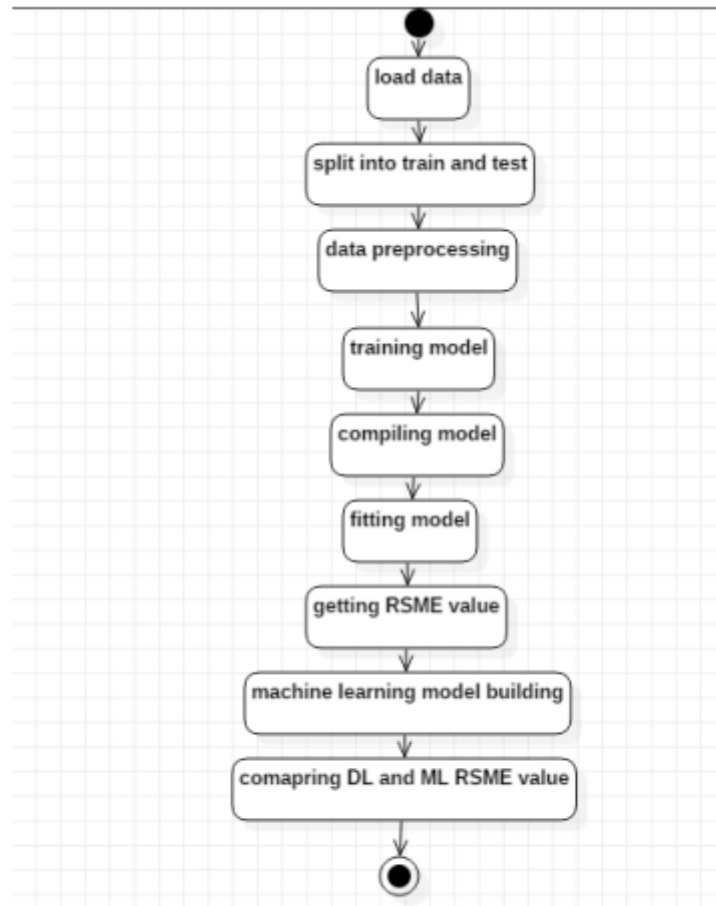 load data
split into train and test
data preprocessing
training model
compiling model
fitting model
getting RSME value
machine learning model building
comapring DL and ML RSME value